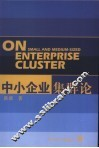 ON
SMALL AND MEDIUM-SIZED
ENTERPRISE
CLUSTER
中小企业集群论